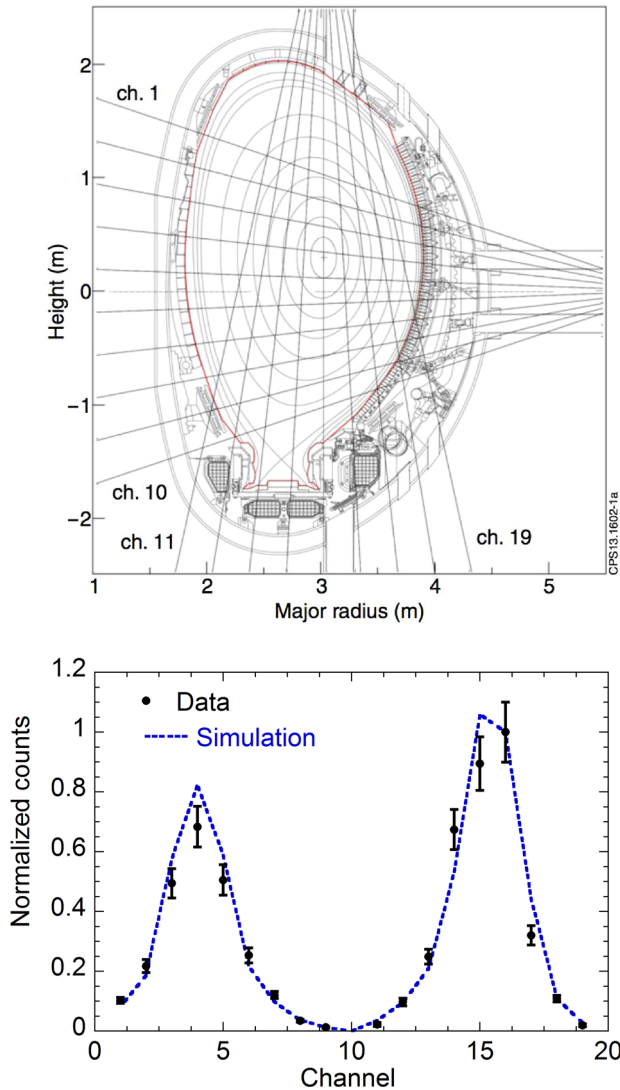 2
1
0
−1
−2
Height (m)
ch. 1
ch. 10
ch. 11
ch. 19
1 2 3 4 5
Major radius (m)
CPS13.1602-1a
1.2
1
0.8
0.6
0.4
0.2
0
Normalized counts
Data
Simulation
0 5 10 15 20
Channel